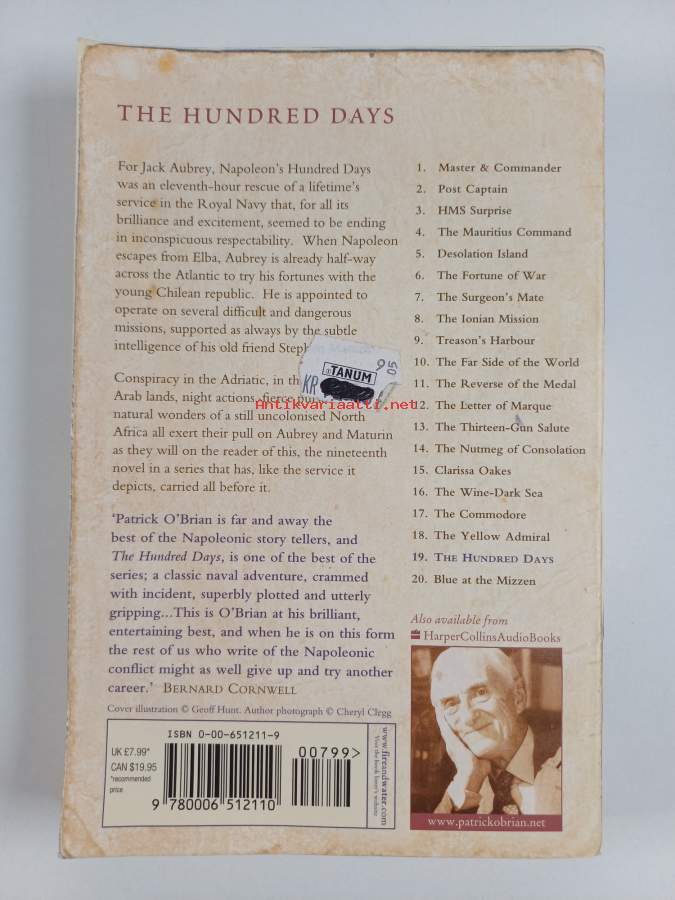 THE HUNDRED DAYS
For Jack Aubrey, Napoleon's Hundred Days
was an eleventh-hour rescue of a lifetime's
service in the Royal Navy that, for all its
brilliance and excitement, seemed to be ending
in inconspicuous respectability. When Napoleon
escapes from Elba, Aubrey is already half-way
across the Atlantic to try his fortunes with the
young Chilean republic. He is appointed to
operate on several difficult and dangerous
missions, supported as always by the subtle
intelligence of his old friend
Conspiracy in the Adriatic, in
Arab lands, night actions, fierce
natural wonders of a still uncolonised North
Africa all exert their pull on Aubrey and Maturin
as they will on the reader of this, the nineteenth
novel in a series that has, like the service it
depicts, carried all before it.
'Patrick O'Brian is far and away the
best of the Napoleonic story tellers, and
The Hundred Days, is one of the best of the
series; a classic naval adventure, crammed
with incident, superbly plotted and utterly
gripping...This is O'Brian at his brilliant,
entertaining best, and when he is on this form
the rest of us who write of the Napoleonic
conflict might as well give up and try another
career.' BERNARD CORNWELL
Cover illustration © Geoff Hunt. Author photograph © Cheryl Clegg
TANUM
KR
9
05
Antikvariaatti.net
1. Master & Commander
2. Post Captain
3. HMS Surprise
4. The Mauritius Command
5. Desolation Island
6. The Fortune of War
7. The Surgeon's Mate
8. The Ionian Mission
9. Treason's Harbour
10. The Far Side of the World
11. The Reverse of the Medal
12. The Letter of Marque
13. The Thirteen-Gun Salute
14. The Nutmeg of Consolation
15. Clarissa Oakes
16. The Wine-Dark Sea
17. The Commodore
18. The Yellow Admiral
19. THE HUNDRED DAYS
20. Blue at the Mizzen
Also available from
HarperCollinsAudioBooks
www.patrickobrian.net
ISBN 0-00-651211-9
UK £7.99*
CAN $19.95
*recommended
price
00799>
9 780006 512110
www.fireandwater.com
Visit the book lover's website